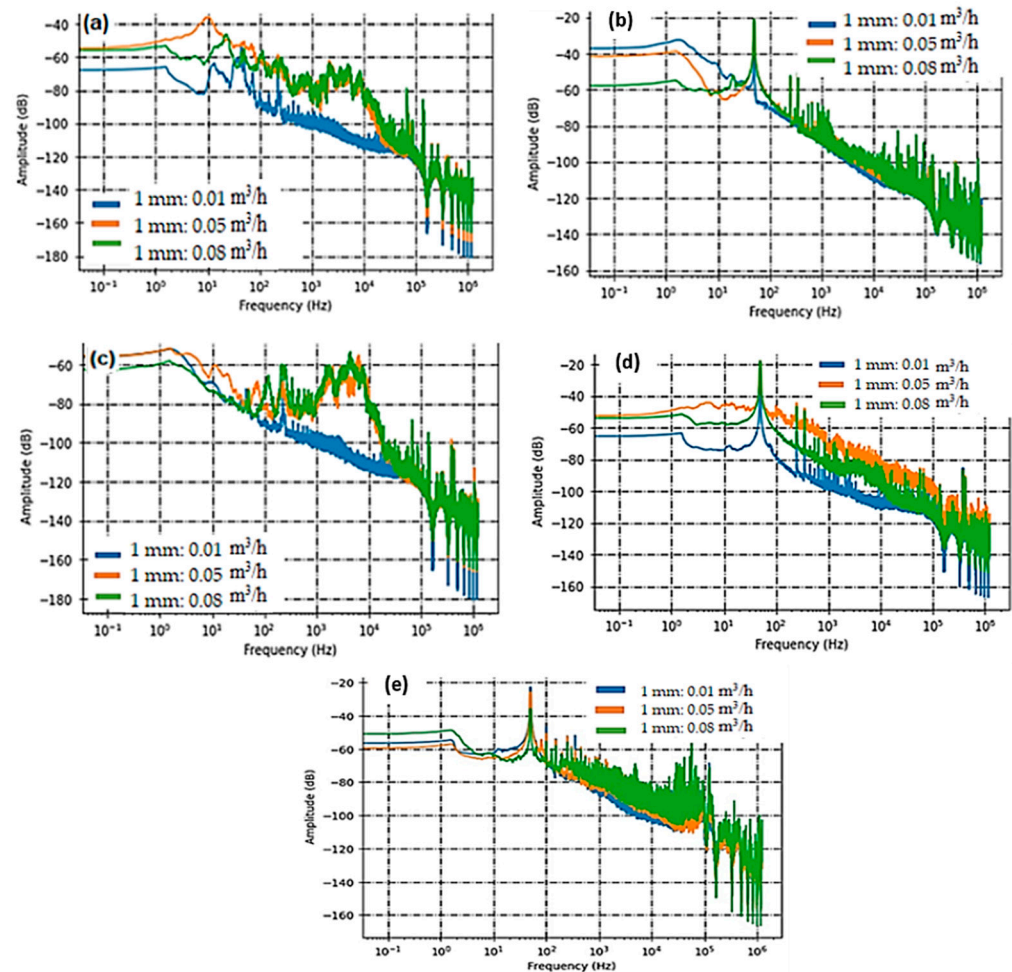 (a)
−40
−60
−80
−100
−120
−140
−160
−180
Amplitude (dB)
1 mm: 0.01 m³/h
1 mm: 0.05 m³/h
1 mm: 0.08 m³/h
10⁻¹ 10⁰ 10¹ 10² 10³ 10⁴ 10⁵ 10⁶
Frequency (Hz)
(b)
−20
−40
−60
−80
−100
−120
−140
−160
Amplitude (dB)
1 mm: 0.01 m³/h
1 mm: 0.05 m³/h
1 mm: 0.08 m³/h
10⁻¹ 10⁰ 10¹ 10² 10³ 10⁴ 10⁵ 10⁶
Frequency (Hz)
(c)
−60
−80
−100
−120
−140
−160
−180
Amplitude (dB)
1 mm: 0.01 m³/h
1 mm: 0.05 m³/h
1 mm: 0.08 m³/h
10⁻¹ 10⁰ 10¹ 10² 10³ 10⁴ 10⁵ 10⁶
Frequency (Hz)
(d)
−20
−40
−60
−80
−100
−120
−140
−160
Amplitude (dB)
1 mm: 0.01 m³/h
1 mm: 0.05 m³/h
1 mm: 0.08 m³/h
10⁻¹ 10⁰ 10¹ 10² 10³ 10⁴ 10⁵ 10⁶
Frequency (Hz)
(e)
−20
−40
−60
−80
−100
−120
−140
−160
Amplitude (dB)
1 mm: 0.01 m³/h
1 mm: 0.05 m³/h
1 mm: 0.08 m³/h
10⁻¹ 10⁰ 10¹ 10² 10³ 10⁴ 10⁵ 10⁶
Frequency (Hz)